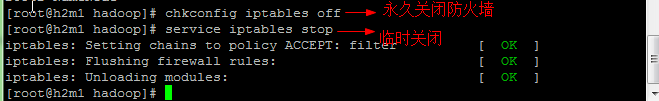 [root@h2m1 hadoop]# chkconfig iptables off 永久关闭防火墙
[root@h2m1 hadoop]# service iptables stop 临时关闭
iptables: Setting chains to policy ACCEPT: filter [ OK ]
iptables: Flushing firewall rules: [ OK ]
iptables: Unloading modules: [ OK ]
[root@h2m1 hadoop]#